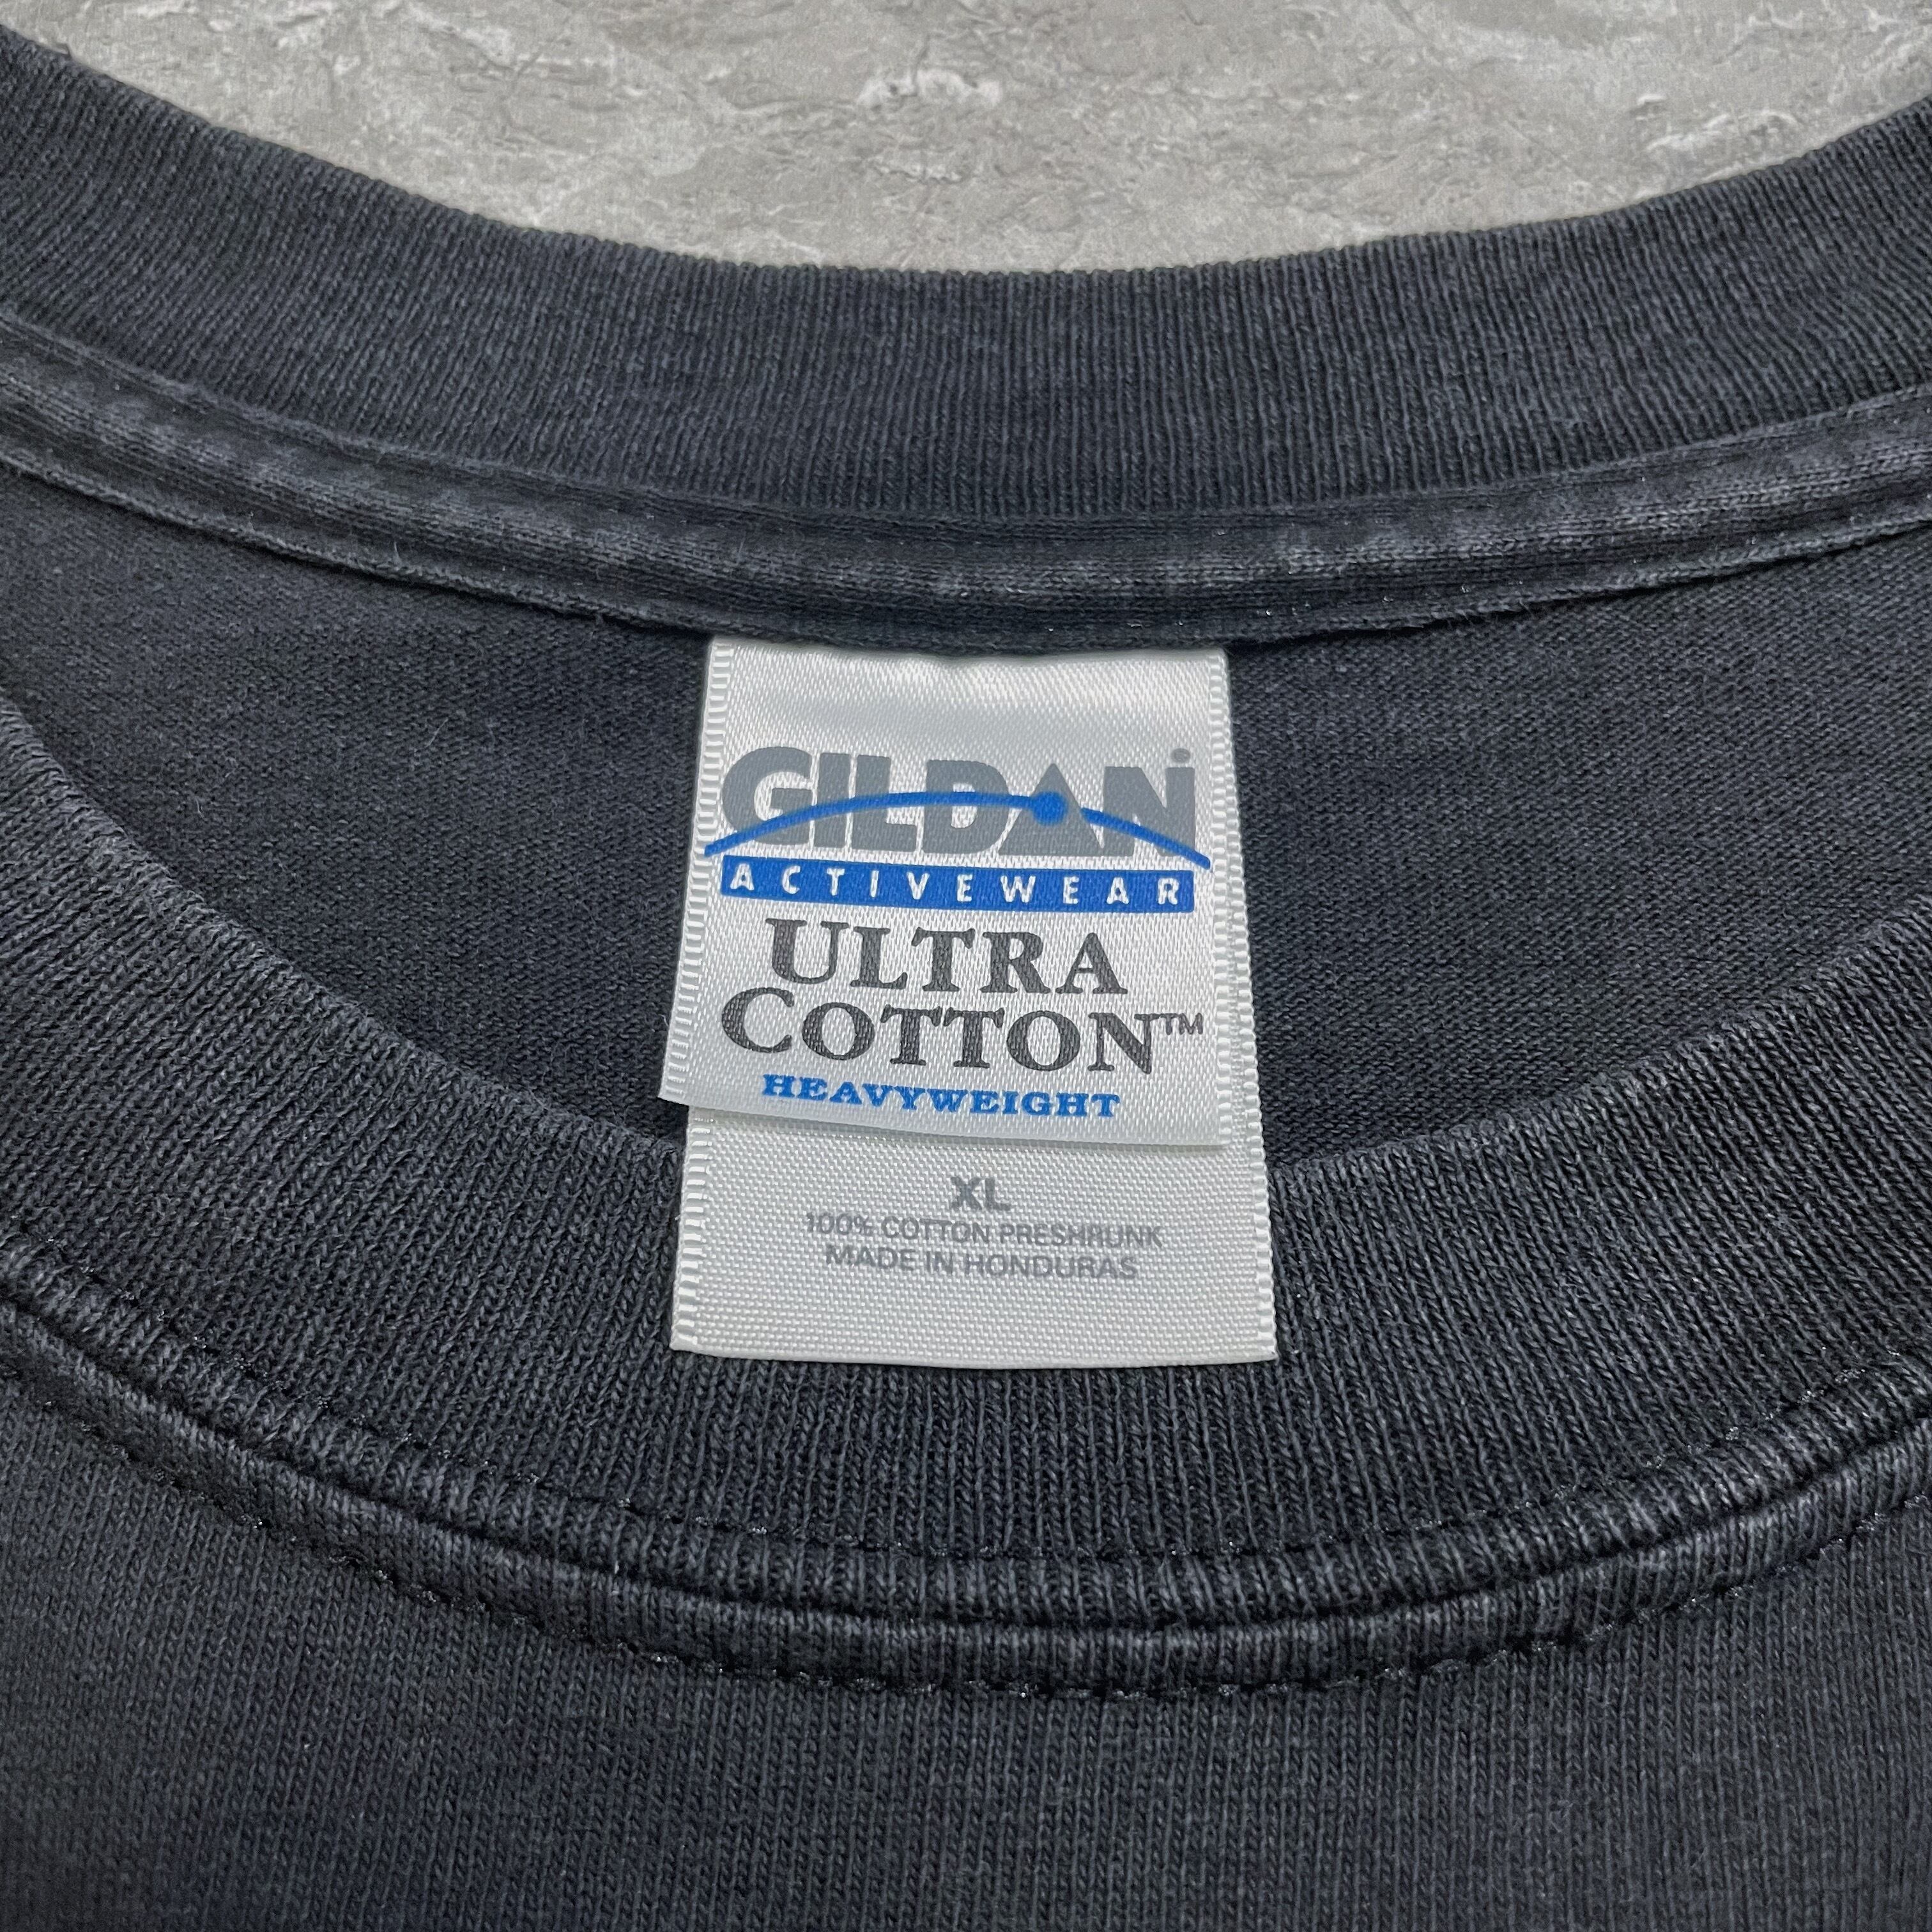 GILDAN
ACTIVEWEAR
ULTRA
COTTON™
HEAVYWEIGHT
XL
100% COTTON PRESHRUNK
MADE IN HONDURAS